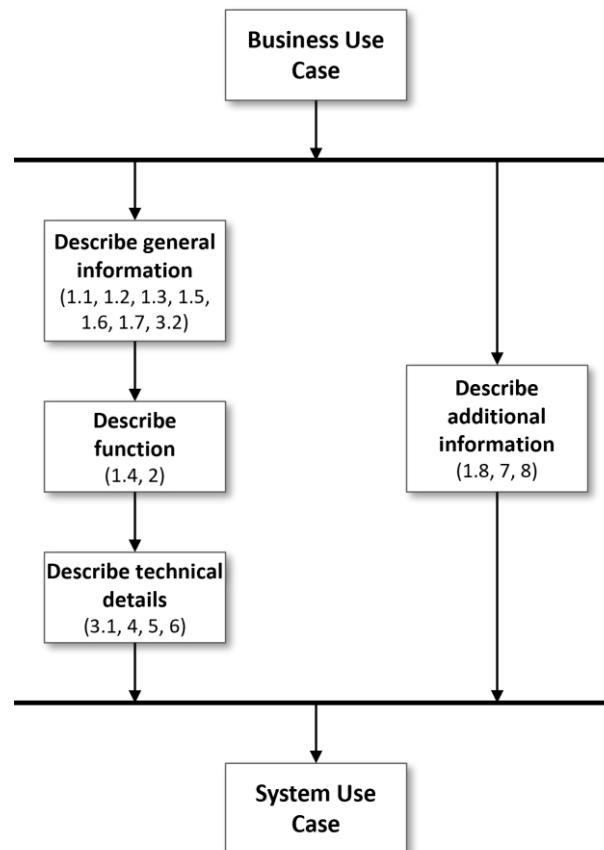 Business Use
Case
Describe general
information
(1.1, 1.2, 1.3, 1.5,
1.6, 1.7, 3.2)
Describe
function
(1.4, 2)
Describe technical
details
(3.1, 4, 5, 6)
Describe
additional
information
(1.8, 7, 8)
System Use
Case